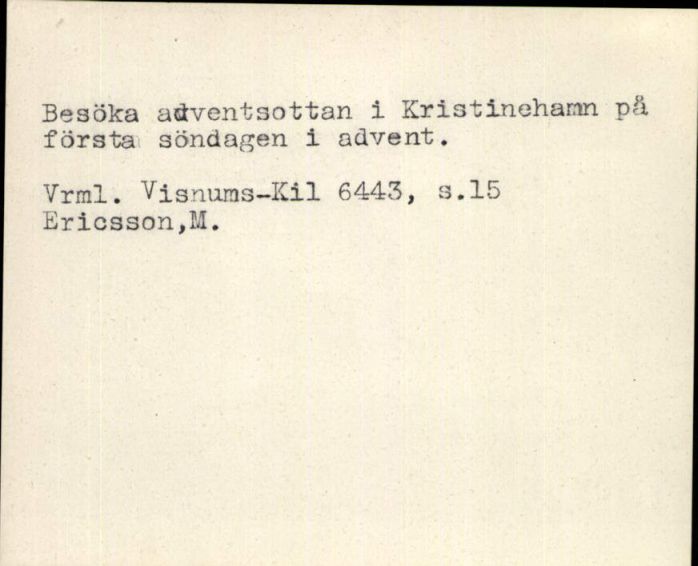 Besöka adventsottan i Kristinehamn på
första söndagen i advent.
Vrml. Visnums-Kil 6443, s.15
Ericsson,M.